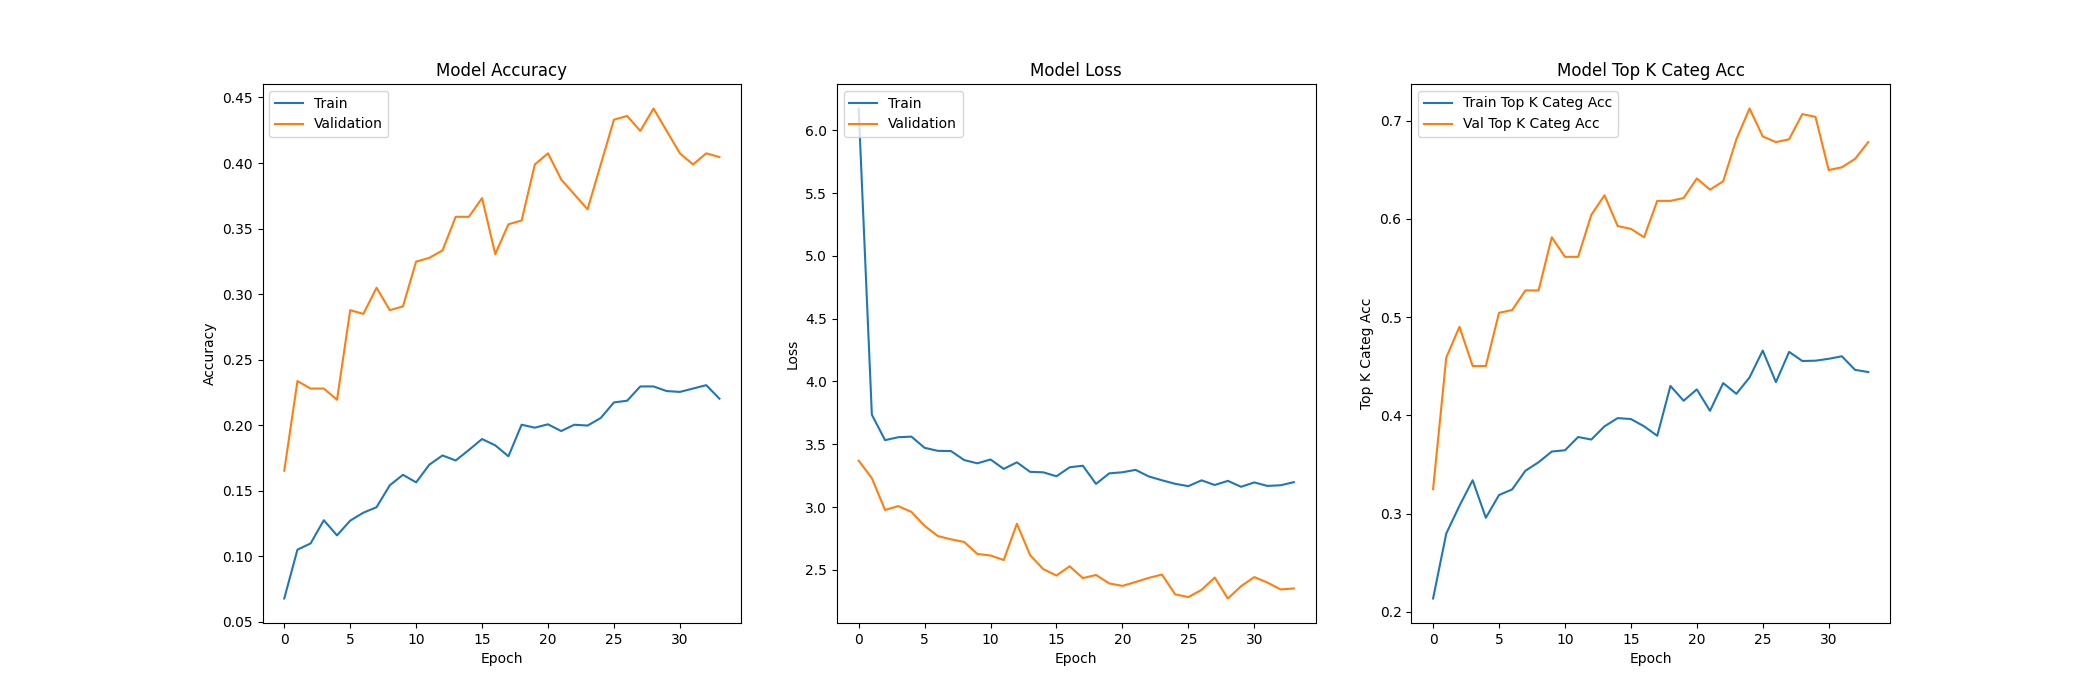 Model Accuracy
Train
Validation
0.45
0.40
0.35
0.30
0.25
0.20
0.15
0.10
0.05
Accuracy
0 5 10 15 20 25 30
Epoch
Model Loss
Train
Validation
6.0
5.5
5.0
4.5
4.0
3.5
3.0
2.5
Loss
0 5 10 15 20 25 30
Epoch
Model Top K Categ Acc
Train Top K Categ Acc
Val Top K Categ Acc
0.7
0.6
0.5
0.4
0.3
0.2
Top K Categ Acc
0 5 10 15 20 25 30
Epoch